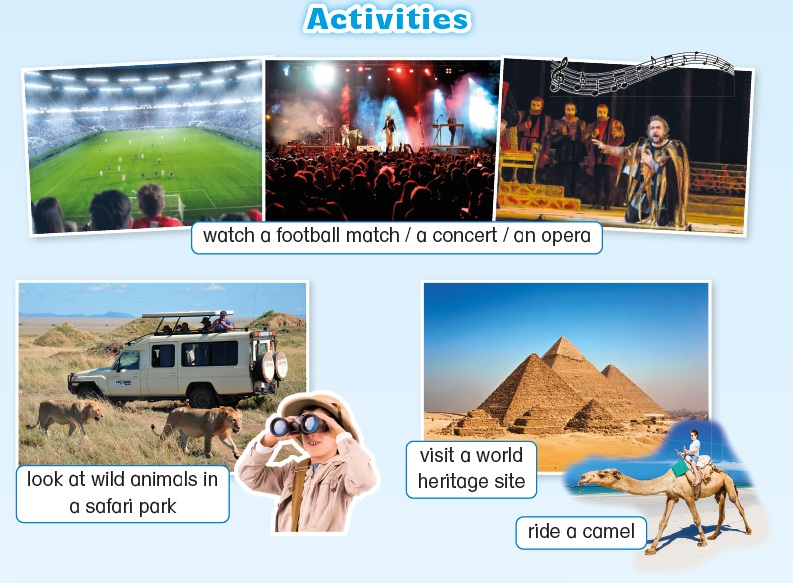 Activities
watch a football match / a concert / an opera
look at wild animals in
a safari park
visit a world
heritage site
ride a camel